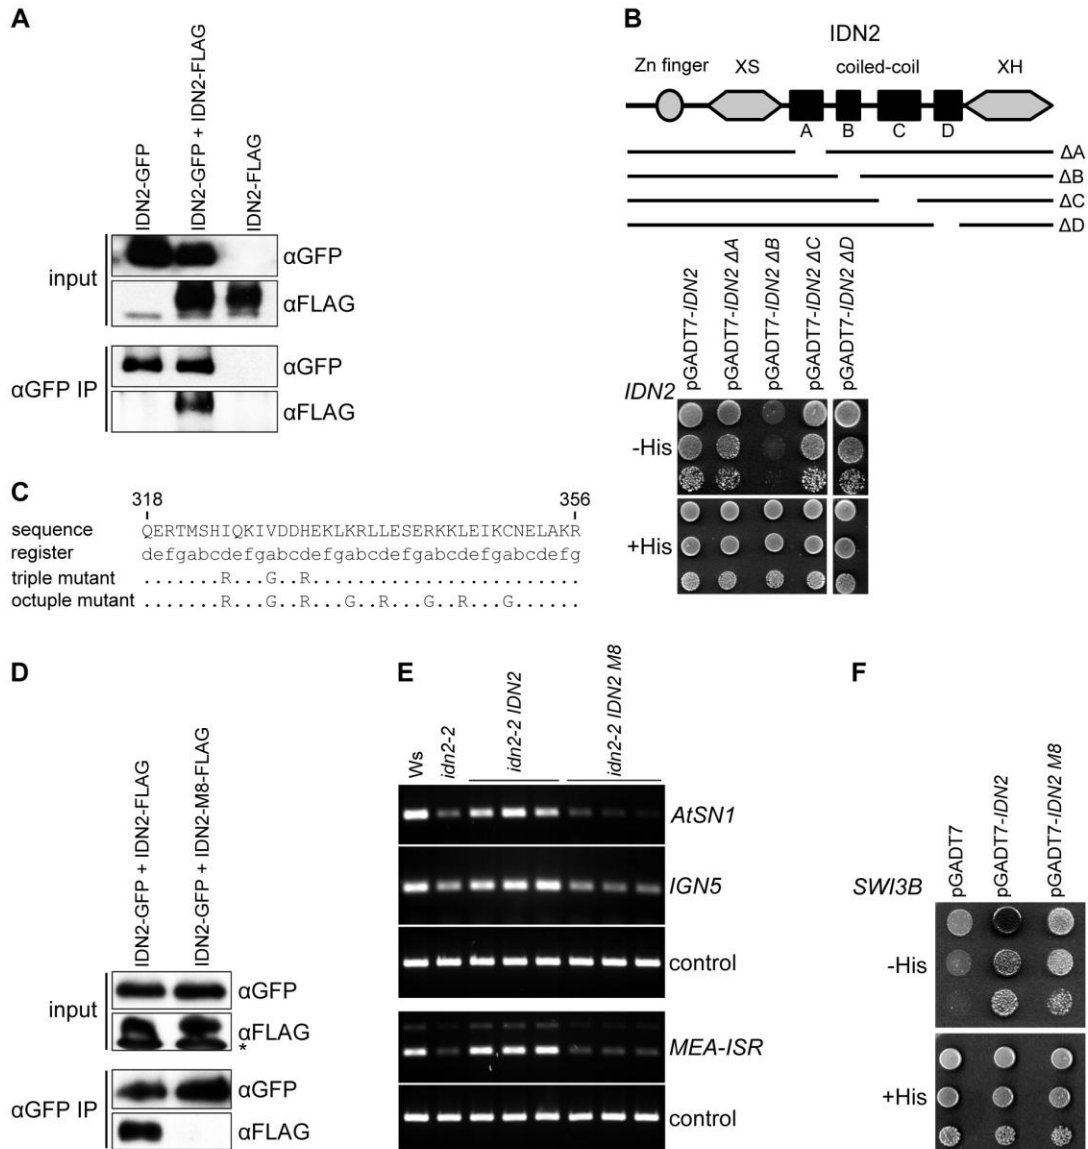 A
IDN2-GFP
IDN2-GFP + IDN2-FLAG
IDN2-FLAG
input
αGFP
αFLAG
αGFP IP
αGFP
αFLAG
B
IDN2
Zn finger XS coiled-coil XH
A B C D
ΔA
ΔB
ΔC
ΔD
pGADT7-IDN2
pGADT7-IDN2 ΔA
pGADT7-IDN2 ΔB
pGADT7-IDN2 ΔC
pGADT7-IDN2 ΔD
IDN2
-His
+His
C
318 356
sequence QERTMSHIQKIVDDHEKLKRLLESERKKLEIKCNELAKR
register defgabcdefgabcdefgabcdefgabcdefgabcdefg
triple mutant .......R...G..R........................
octuple mutant .......R...G..R...G..R...G..R...G......
D
IDN2-GFP + IDN2-FLAG
IDN2-GFP + IDN2-M8-FLAG
input
αGFP
αFLAG
*
αGFP IP
αGFP
αFLAG
E
Ws
idn2-2
idn2-2 IDN2
idn2-2 IDN2 M8
AtSN1
IGN5
control
MEA-ISR
control
F
pGADT7
pGADT7-IDN2
pGADT7-IDN2 M8
SWI3B
-His
+His